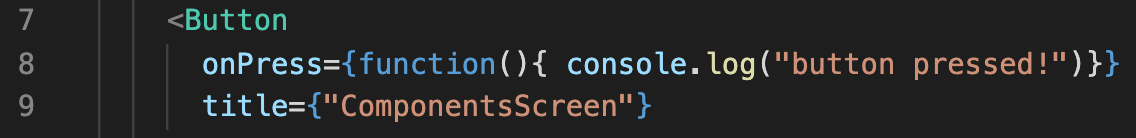 7 <Button
8 onPress={function(){ console.log("button pressed!")}}
9 title={"ComponentsScreen"}